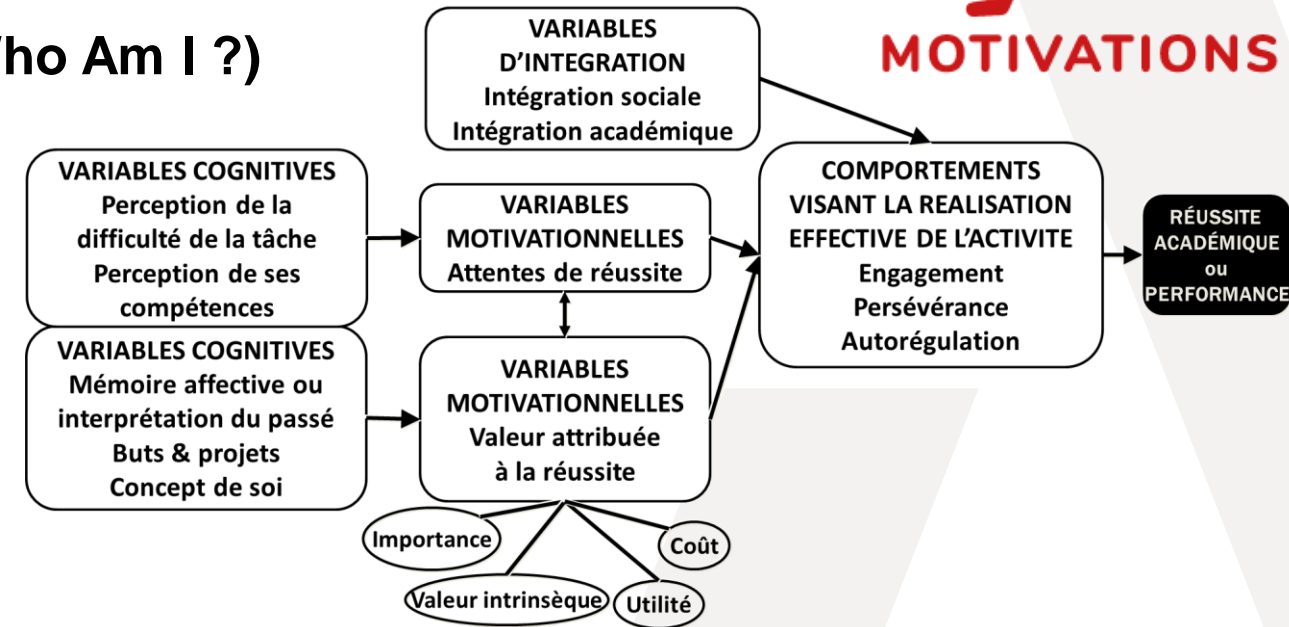 ho Am I ?)
MOTIVATIONS
VARIABLES
D'INTEGRATION
Intégration sociale
Intégration académique
VARIABLES COGNITIVES
Perception de la
difficulté de la tâche
Perception de ses
compétences
VARIABLES
MOTIVATIONNELLES
Attentes de réussite
COMPORTEMENTS
VISANT LA REALISATION
EFFECTIVE DE L'ACTIVITE
Engagement
Persévérance
Autorégulation
RÉUSSITE
ACADÉMIQUE
ou
PERFORMANCE
VARIABLES COGNITIVES
Mémoire affective ou
interprétation du passé
Buts & projets
Concept de soi
VARIABLES
MOTIVATIONNELLES
Valeur attribuée
à la réussite
Importance
Coût
Valeur intrinsèque
Utilité